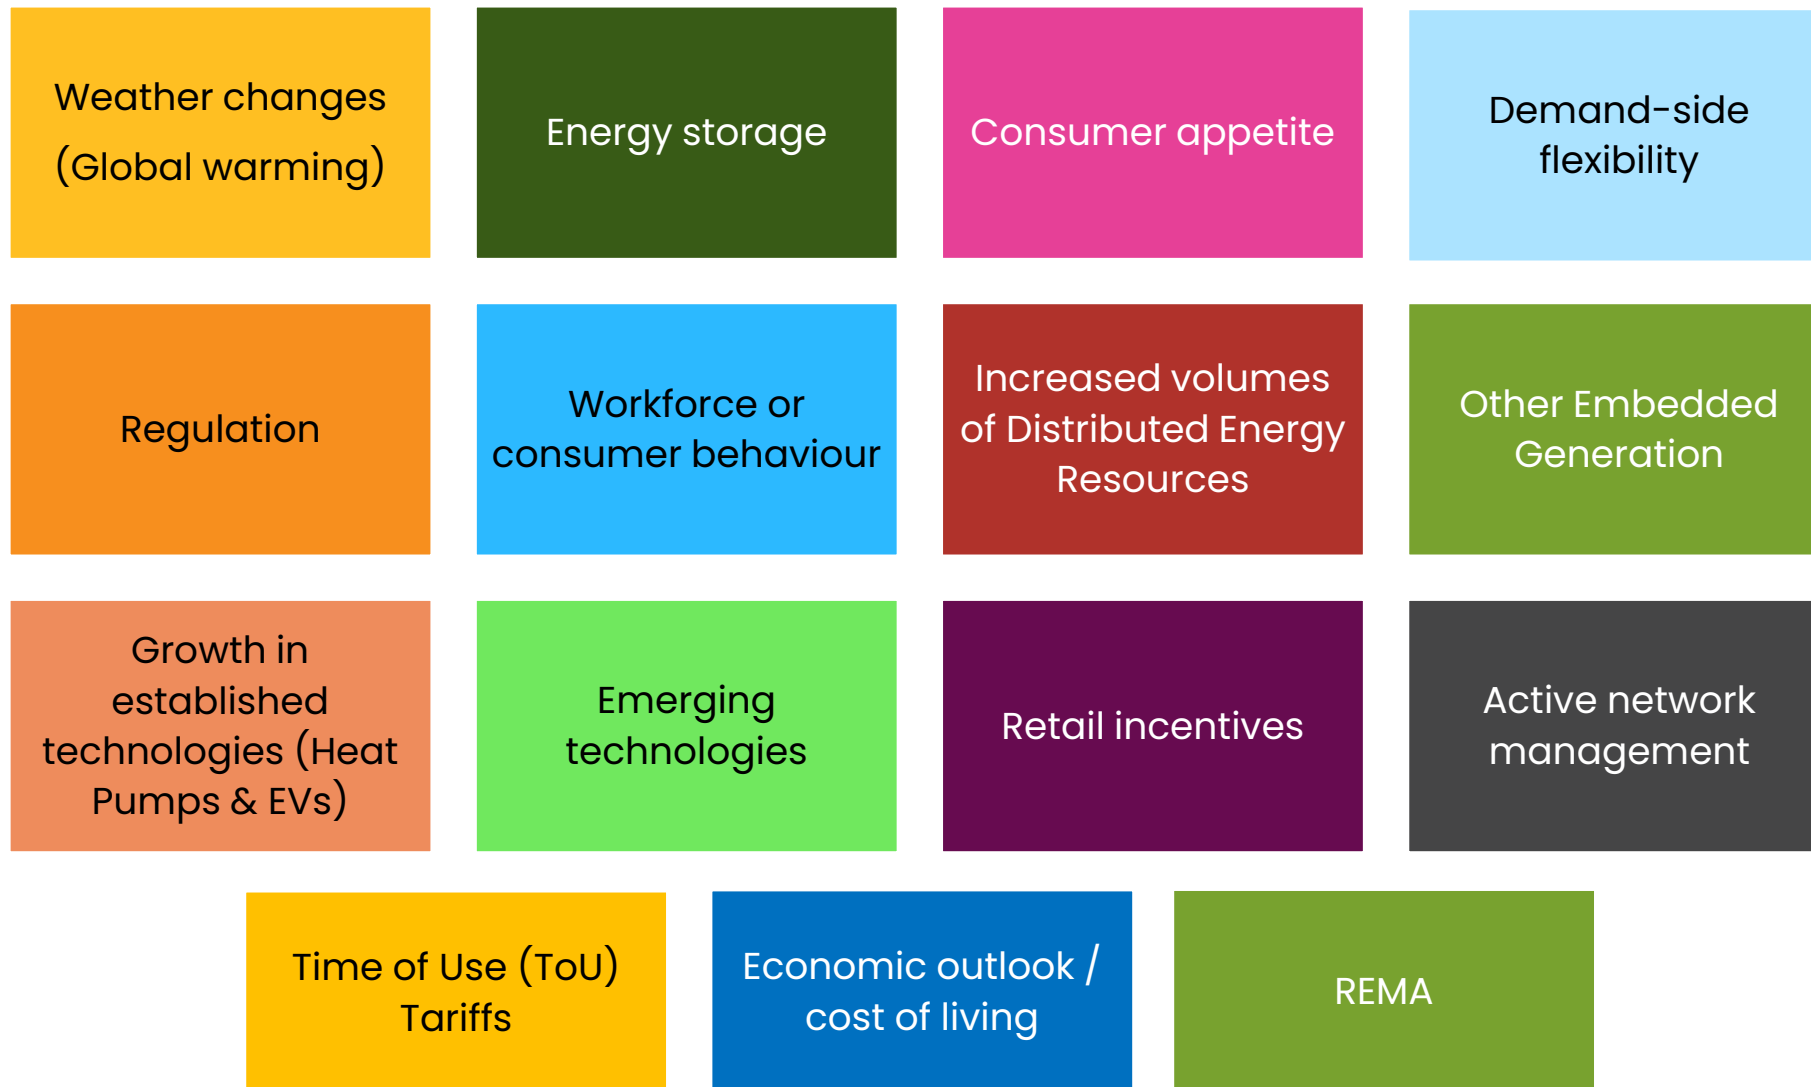 Weather changes
(Global warming)
Energy storage
Consumer appetite
Demand-side
flexibility
Regulation
Workforce or
consumer behaviour
Increased volumes
of Distributed Energy
Resources
Other Embedded
Generation
Growth in
established
technologies (Heat
Pumps & EVs)
Emerging
technologies
Retail incentives
Active network
management
Time of Use (ToU)
Tariffs
Economic outlook /
cost of living
REMA